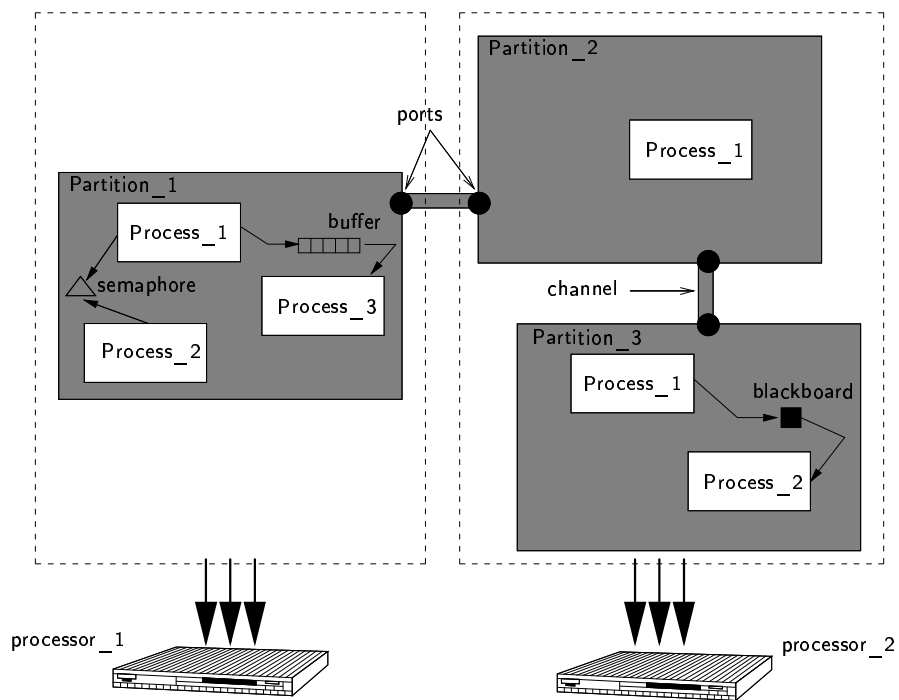 Partition_2
ports
Process_1
Partition_1
buffer
Process_1
semaphore
channel
Process_3
Partition_3
Process_2
Process_1
blackboard
Process_2
processor_1
processor_2